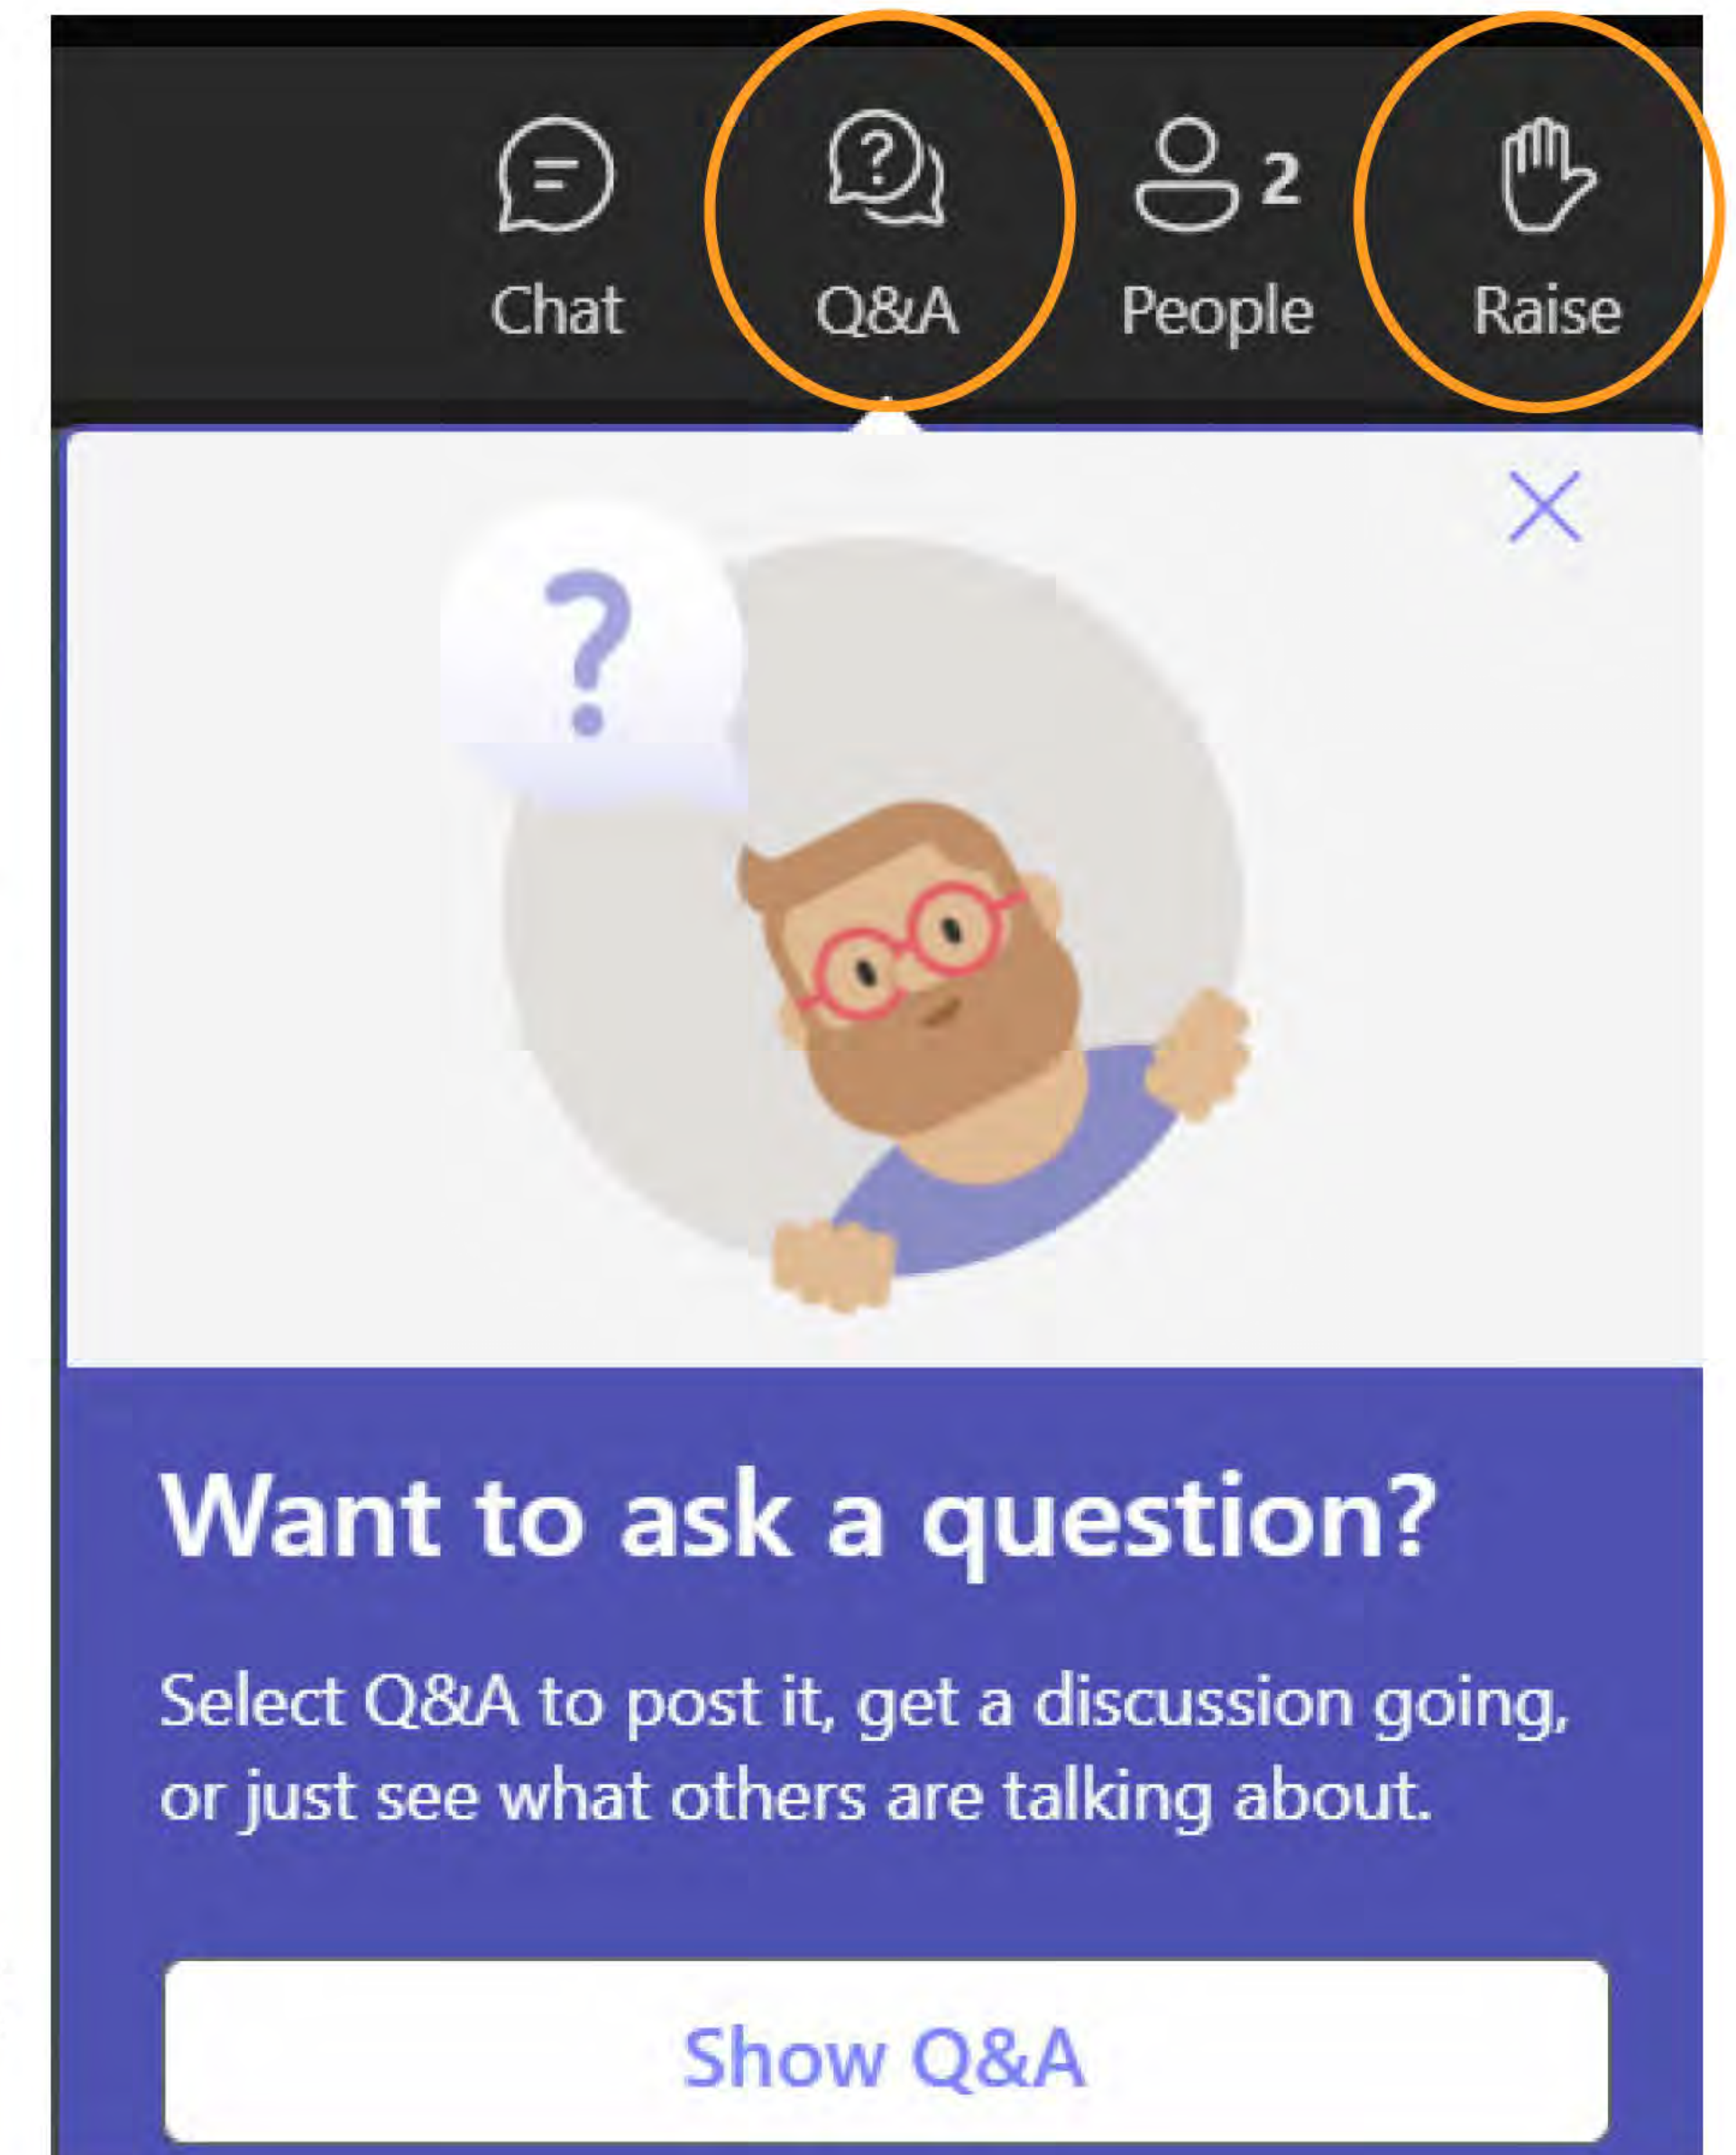 Chat Q&A People 2 Raise
?
Want to ask a question?
Select Q&A to post it, get a discussion going,
or just see what others are talking about.
Show Q&A